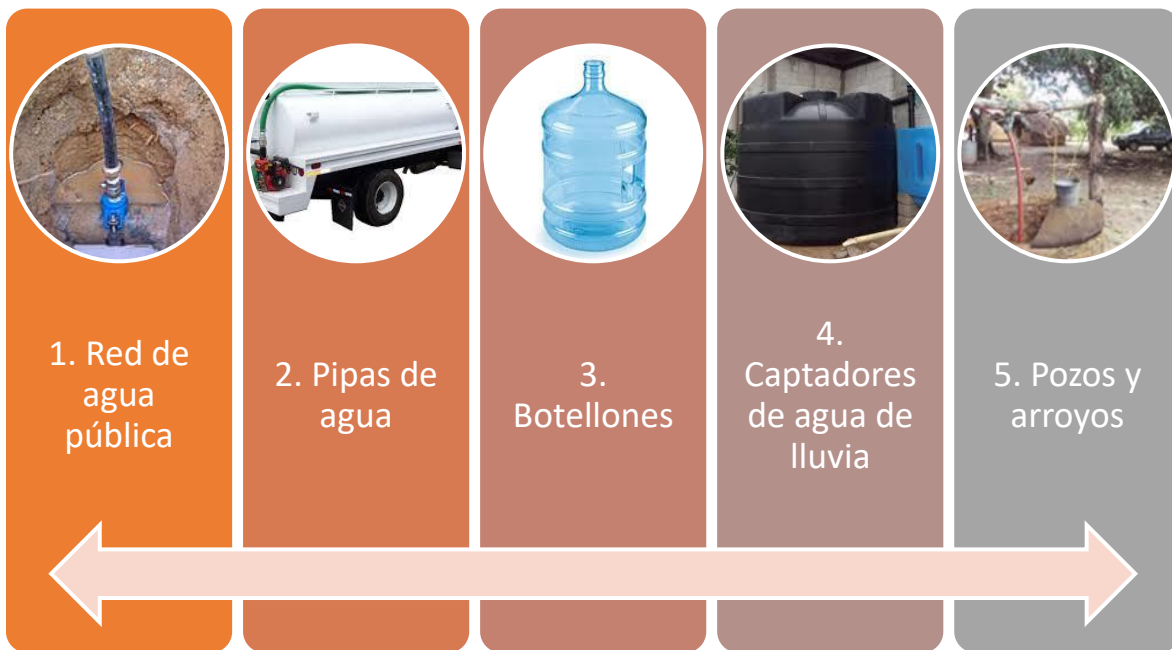 1. Red de
agua
pública
2. Pipas de
agua
3.
Botellones
4.
Captadores
de agua de
lluvia
5. Pozos y
arroyos